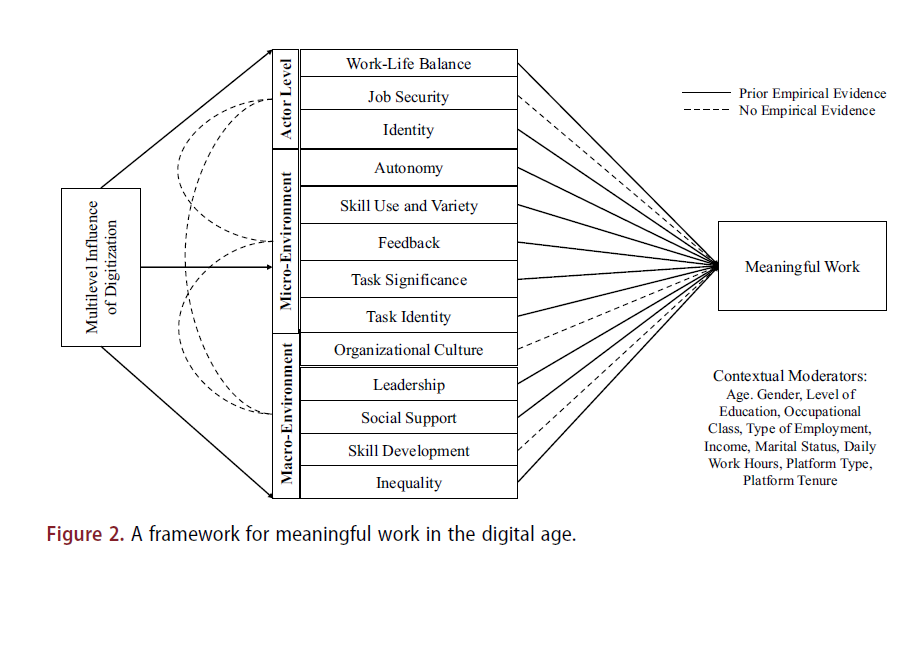 Multilevel Influence
of Digitization
Actor Level
Work-Life Balance
Job Security
Identity
Micro-Environment
Autonomy
Skill Use and Variety
Feedback
Task Significance
Task Identity
Macro-Environment
Organizational Culture
Leadership
Social Support
Skill Development
Inequality
Prior Empirical Evidence
No Empirical Evidence
Meaningful Work
Contextual Moderators:
Age. Gender, Level of
Education, Occupational
Class, Type of Employment,
Income, Marital Status, Daily
Work Hours, Platform Type,
Platform Tenure
Figure 2. A framework for meaningful work in the digital age.